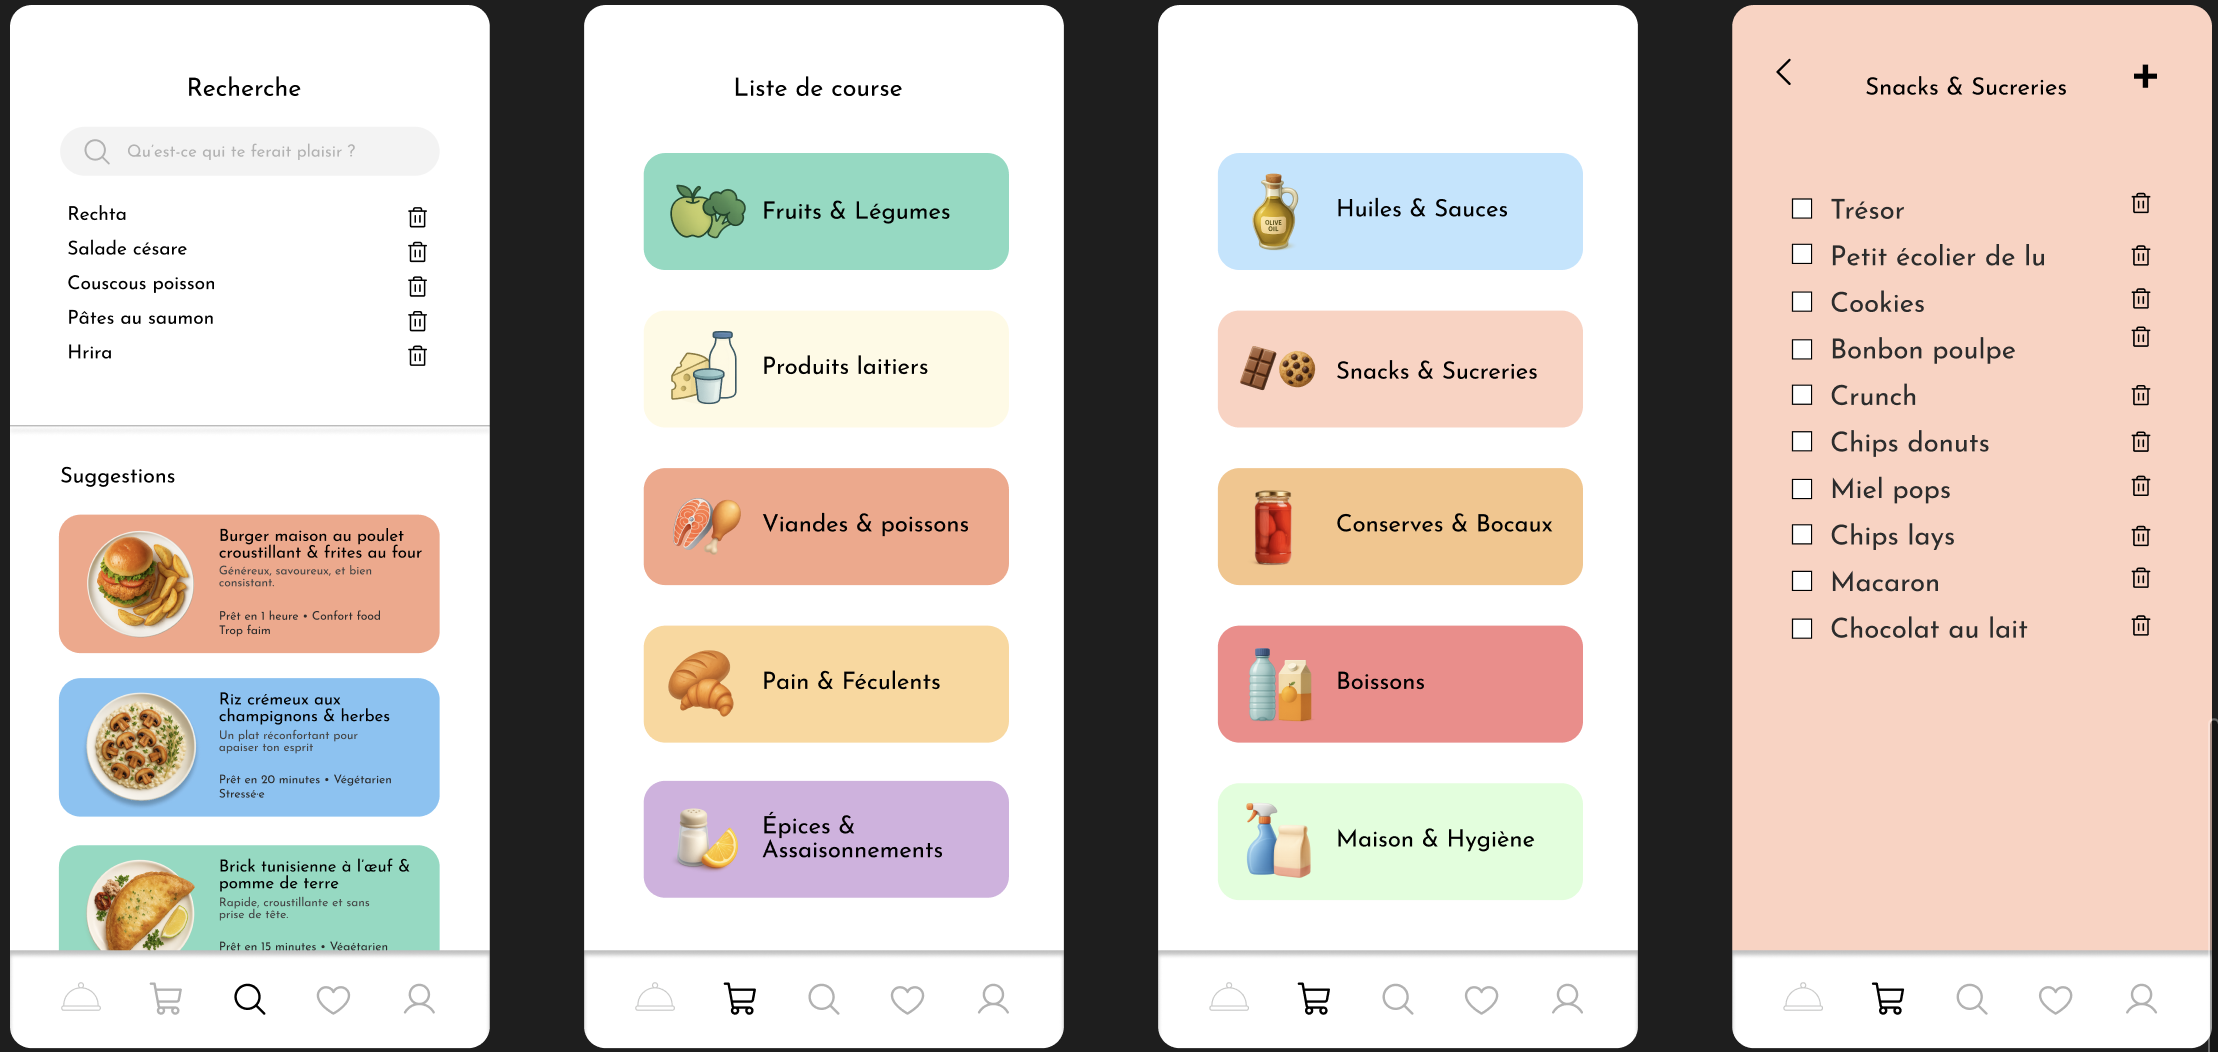 Recherche
Qu'est-ce qui te ferait plaisir ?
Rechta
Salade césare
Couscous poisson
Pâtes au saumon
Hrira
Suggestions
Burger maison au poulet
croustillant & frites au four
Généreux, savoureux, et bien
consistant.
Prêt en 1 heure • Confort food
Trop faim
Riz crémeux aux
champignons & herbes
Un plat réconfortant pour
apaiser ton esprit
Prêt en 20 minutes • Végétarien
Stressé·e
Brick tunisienne à l'œuf &
pomme de terre
Rapide, croustillante et sans
prise de tête.
Prêt en 15 minutes • Végétarien
Liste de course
Fruits & Légumes
Produits laitiers
Viandes & poissons
Pain & Féculents
Épices &
Assaisonnements
OLIVE
OIL
Huiles & Sauces
Snacks & Sucreries
Conserves & Bocaux
Boissons
Maison & Hygiène
Snacks & Sucreries
Trésor
Petit écolier de lu
Cookies
Bonbon poulpe
Crunch
Chips donuts
Miel pops
Chips lays
Macaron
Chocolat au lait